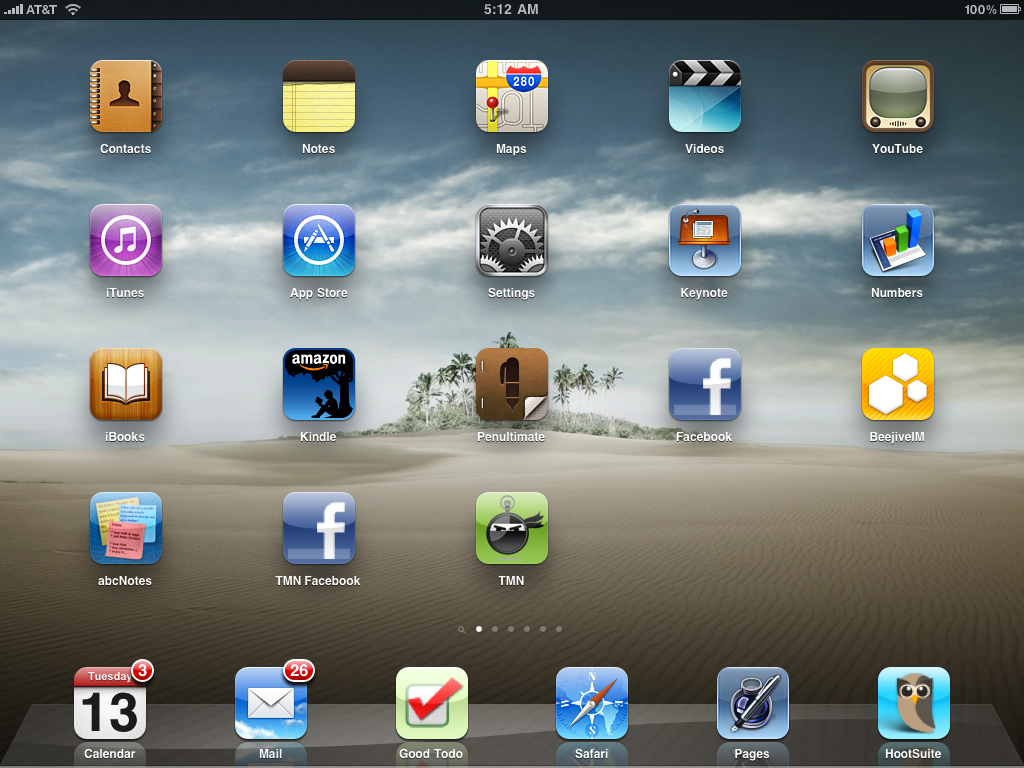 AT&T 5:12 AM 100%
280
Contacts Notes Maps Videos YouTube
iTunes App Store Settings Keynote Numbers
amazon
iBooks Kindle Penultimate Facebook BeejiveIM
f f
abcNotes TMN Facebook TMN
Tuesday 3 26
13
N
Calendar Mail Good Todo Safari Pages HootSuite